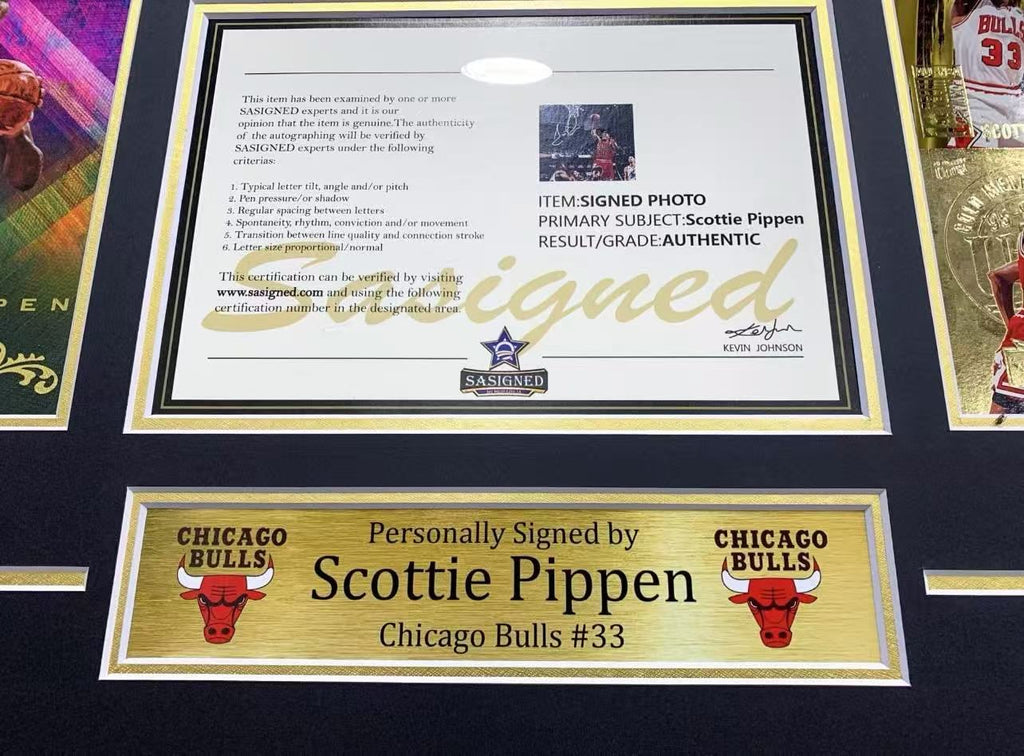 This item has been examined by one or more
SASIGNED experts and it is our
opinion that the item is genuine.The authenticity
of the autographing will be verified by
SASIGNED experts under the following
criterias:
1. Typical letter tilt, angle and/or pitch
2. Pen pressure/or shadow
3. Regular spacing between letters
4. Spontaneity, rhythm, conviction and/or movement
5. Transition between line quality and connection stroke
6. Letter size proportional/normal
This certification can be verified by visiting
www.sasigned.com and using the following
certification number in the designated area.
ITEM:SIGNED PHOTO
PRIMARY SUBJECT:Scottie Pippen
RESULT/GRADE:AUTHENTIC
Sasigned
KEVIN JOHNSON
SASIGNED
PEN
BULLS
33
SCOTT
CHICAGO
BULLS
Personally Signed by
Scottie Pippen
Chicago Bulls #33
CHICAGO
BULLS